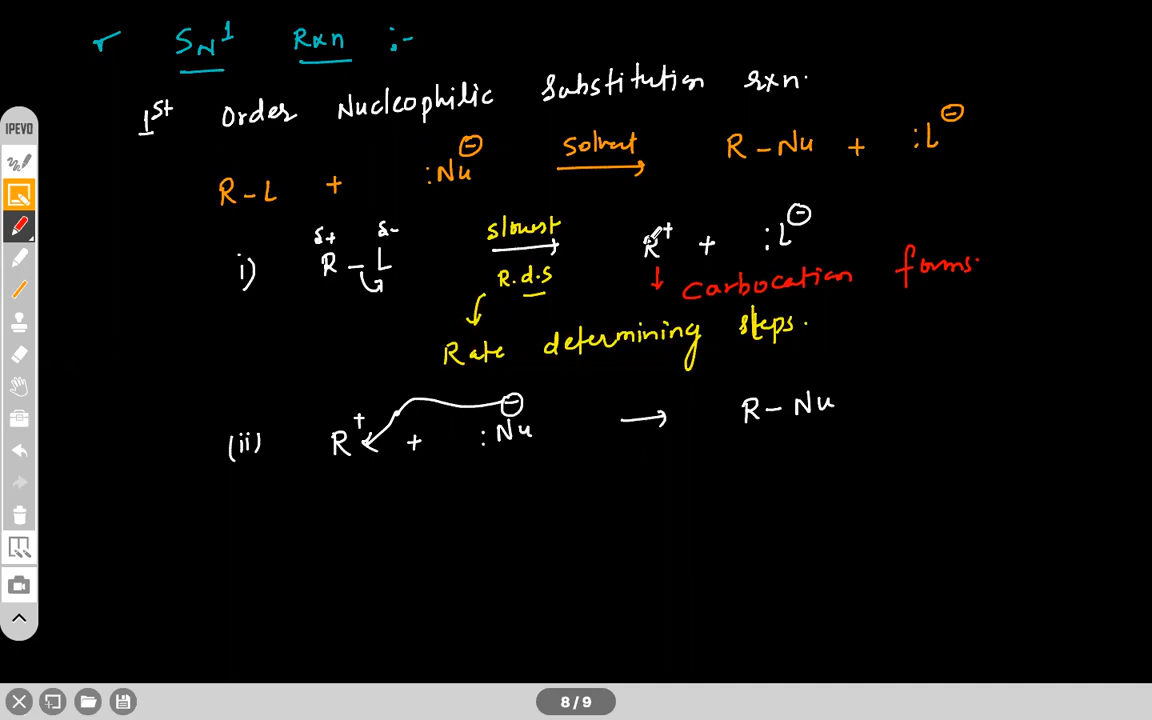 SN1 Rxn :-
1st Order Nucleophilic Substitution rxn.
R-L + :Nu⊖ solvent → R-Nu + :L⊖
i) δ+ R - L δ- slowest → R.d.s R+ + :L⊖
↓ Carbocation forms.
Rate determining steps.
(ii) R+ + :Nu⊖ → R-Nu
IPEVO
8/9